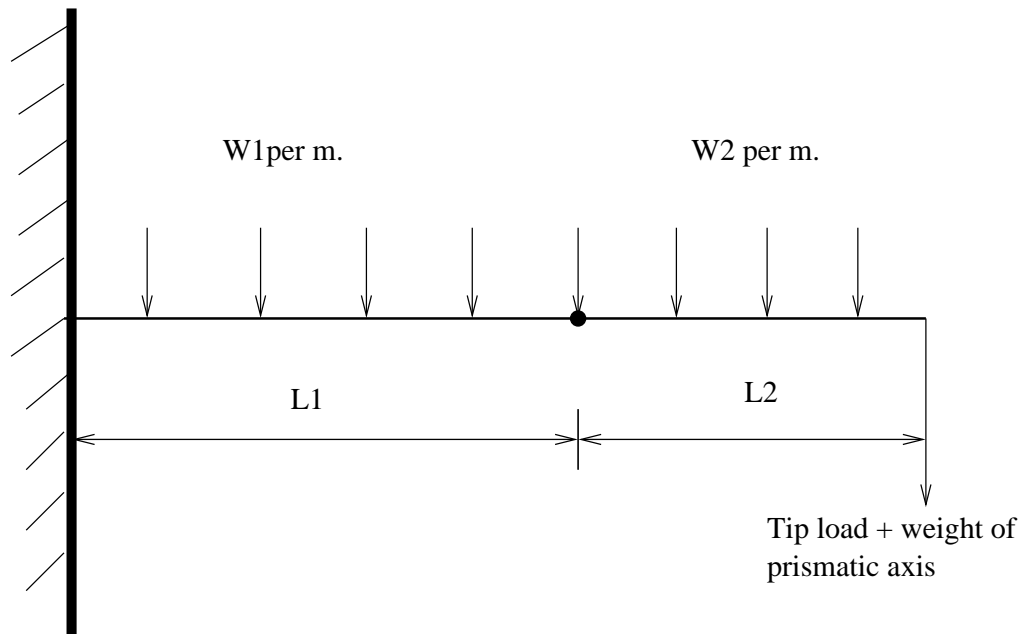 W1per m.
W2 per m.
L1
L2
Tip load + weight of
prismatic axis